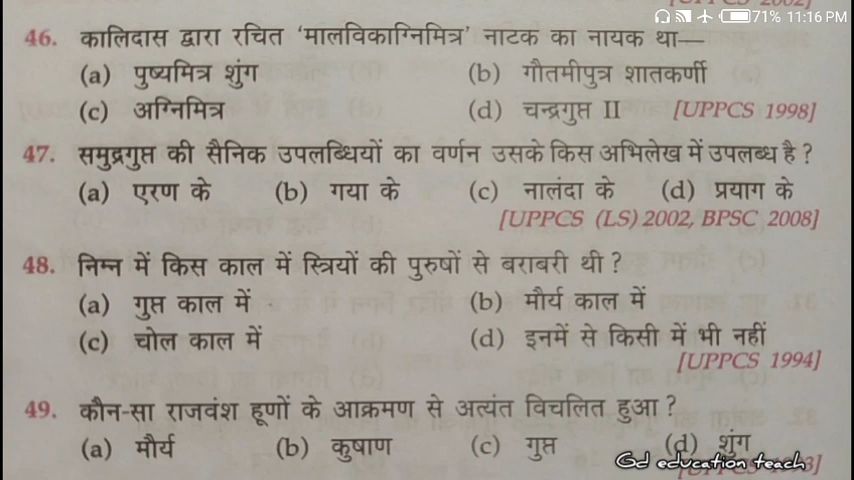 71% 11:16 PM
46. कालिदास द्वारा रचित ‘मालविकाग्निमित्र’ नाटक का नायक था—
(a) पुष्यमित्र शुंग (b) गौतमीपुत्र शातकर्णी
(c) अग्निमित्र (d) चन्द्रगुप्त II [UPPCS 1998]
47. समुद्रगुप्त की सैनिक उपलब्धियों का वर्णन उसके किस अभिलेख में उपलब्ध है ?
(a) एरण के (b) गया के (c) नालंदा के (d) प्रयाग के
[UPPCS (LS) 2002, BPSC 2008]
48. निम्न में किस काल में स्त्रियों की पुरुषों से बराबरी थी ?
(a) गुप्त काल में (b) मौर्य काल में
(c) चोल काल में (d) इनमें से किसी में भी नहीं
[UPPCS 1994]
49. कौन-सा राजवंश हूणों के आक्रमण से अत्यंत विचलित हुआ ?
(a) मौर्य (b) कुषाण (c) गुप्त (d) शुंग
Gd education teach